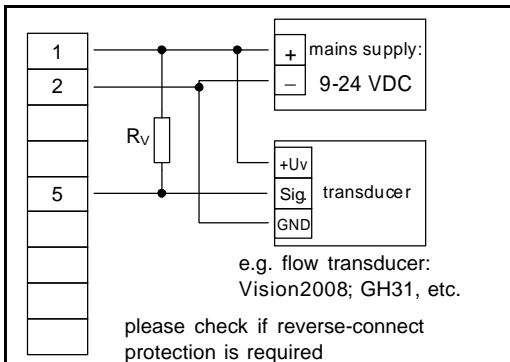 1
+ mains supply:
2
– 9-24 VDC
RV
+Uv
5
Sig. transducer
GND
e.g. flow transducer:
Vision2008; GH31, etc.
please check if reverse-connect
protection is required